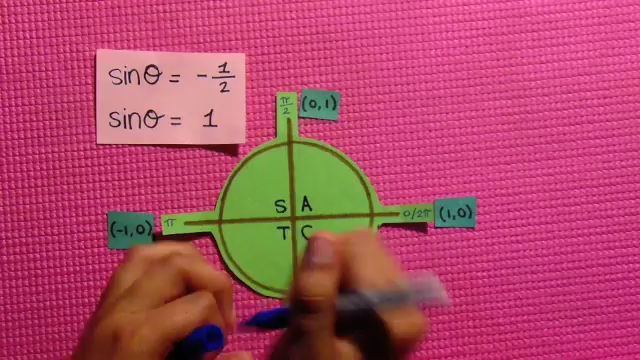 sinθ = -1/2
sinθ = 1
π/2 (0,1)
S A
π 0/2π (1,0)
(-1,0)
T C